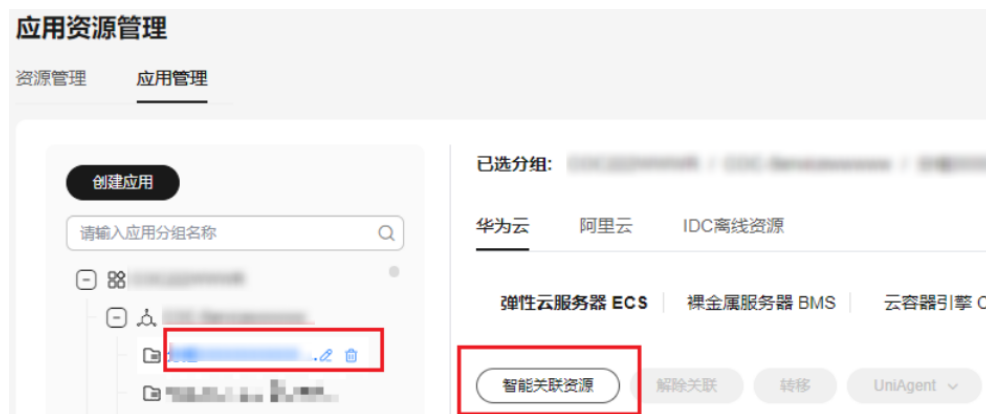 应用资源管理
资源管理 应用管理
创建应用
请输入应用分组名称
已选分组:
华为云 阿里云 IDC离线资源
弹性云服务器 ECS 裸金属服务器 BMS 云容器引擎 C
智能关联资源 解除关联 转移 UniAgent